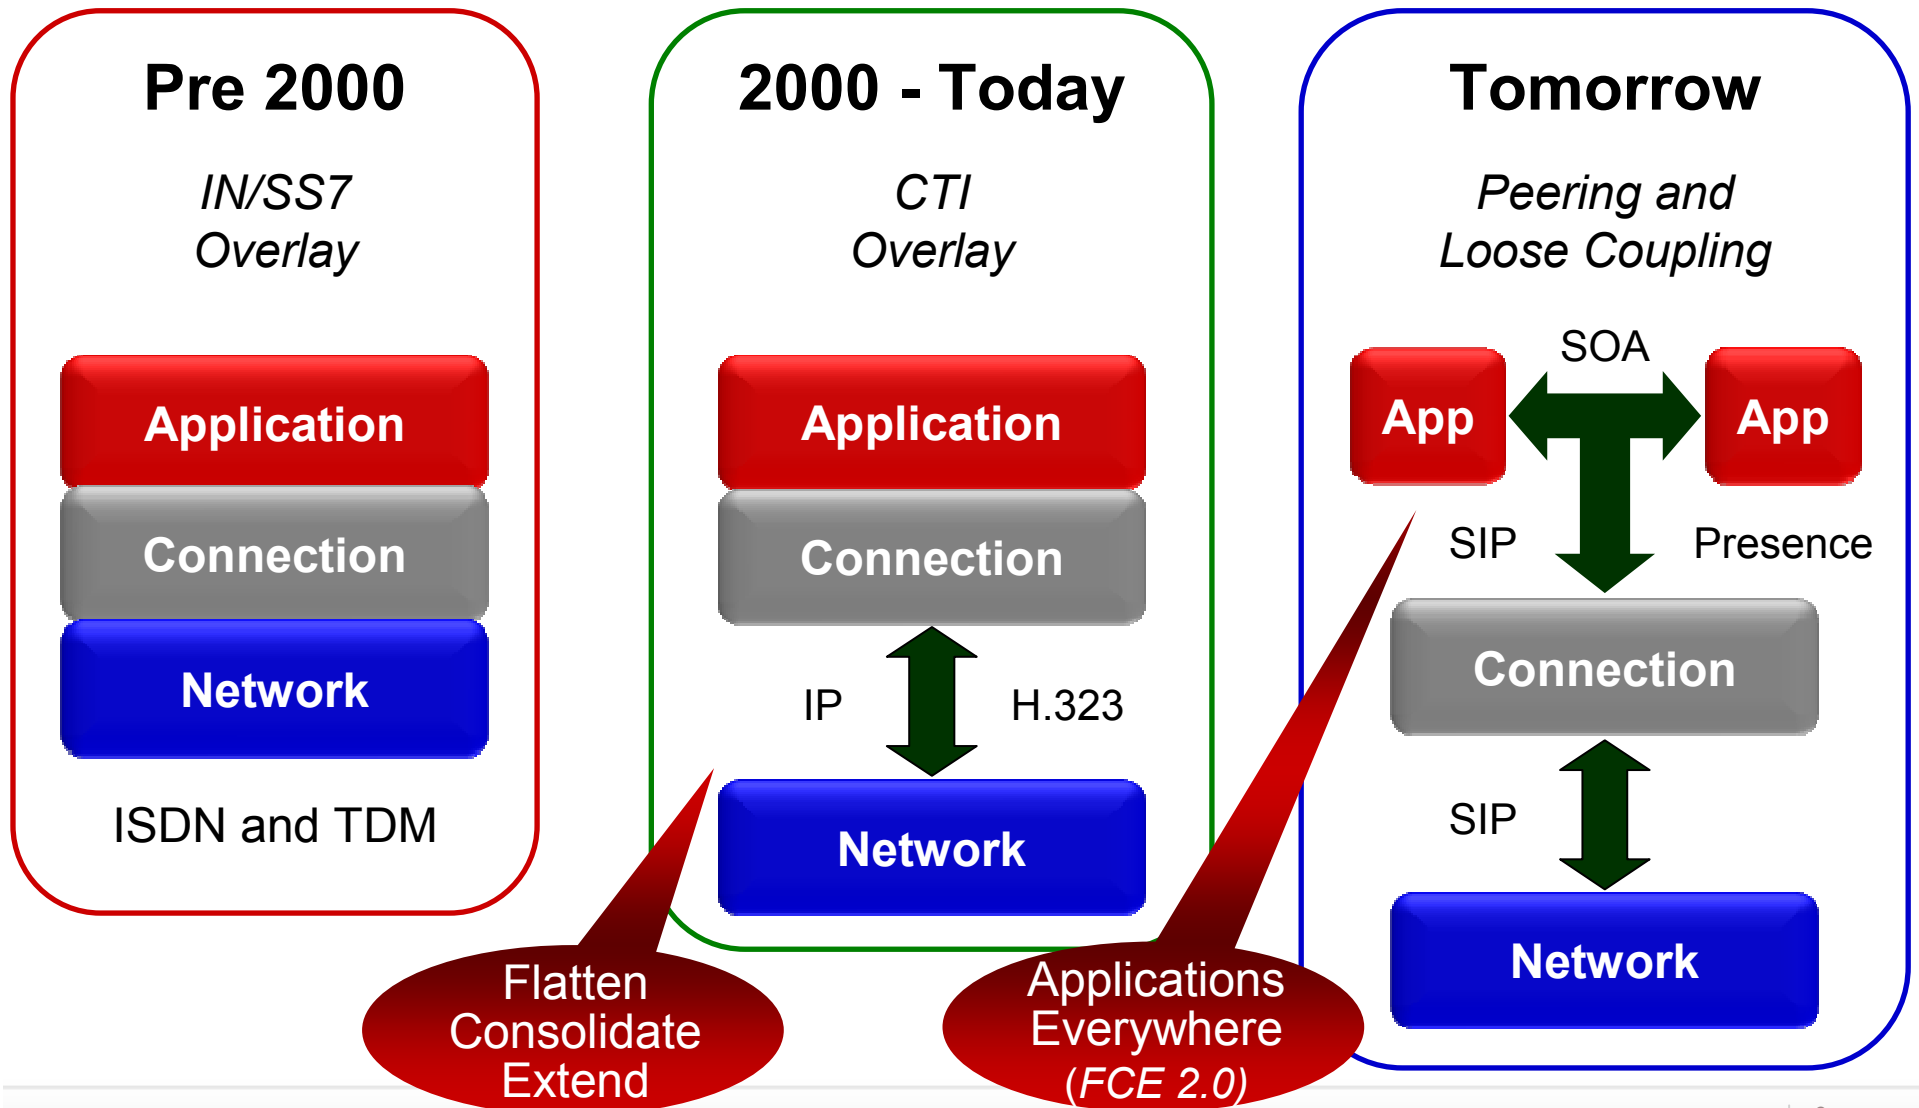 Pre 2000
IN/SS7
Overlay
Application
Connection
Network
ISDN and TDM
2000 - Today
CTI
Overlay
Application
Connection
IP
H.323
Network
Flatten
Consolidate
Extend
Tomorrow
Peering and
Loose Coupling
SOA
App
App
SIP
Presence
Connection
SIP
Network
Applications
Everywhere
(FCE 2.0)